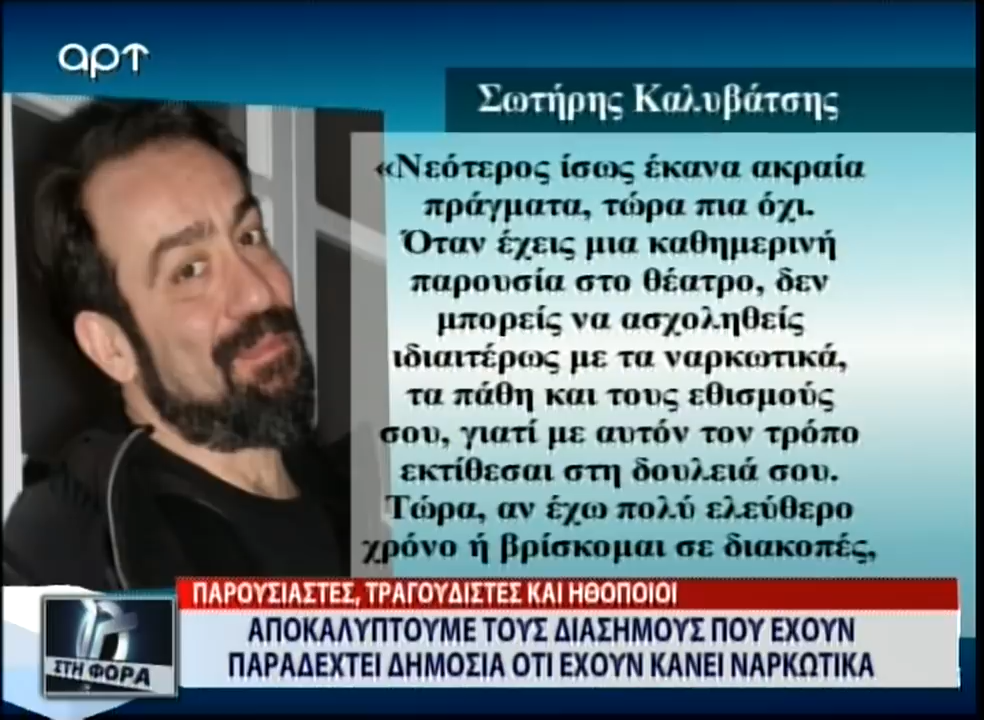 αρτ
Σωτήρης Καλυβάτσης
«Νεότερος ίσως έκανα ακραία
πράγματα, τώρα πια όχι.
Όταν έχεις μια καθημερινή
παρουσία στο θέατρο, δεν
μπορείς να ασχοληθείς
ιδιαιτέρως με τα ναρκωτικά,
τα πάθη και τους εθισμούς
σου, γιατί με αυτόν τον τρόπο
εκτίθεσαι στη δουλειά σου.
Τώρα, αν έχω πολύ ελεύθερο
χρόνο ή βρίσκομαι σε διακοπές,
ΠΑΡΟΥΣΙΑΣΤΕΣ, ΤΡΑΓΟΥΔΙΣΤΕΣ ΚΑΙ ΗΘΟΠΟΙΟΙ
ΑΠΟΚΑΛΥΠΤΟΥΜΕ ΤΟΥΣ ΔΙΑΣΗΜΟΥΣ ΠΟΥ ΕΧΟΥΝ
ΠΑΡΑΔΕΧΤΕΙ ΔΗΜΟΣΙΑ ΟΤΙ ΕΧΟΥΝ ΚΑΝΕΙ ΝΑΡΚΩΤΙΚΑ
ΣΤΗ ΦΟΡΑ